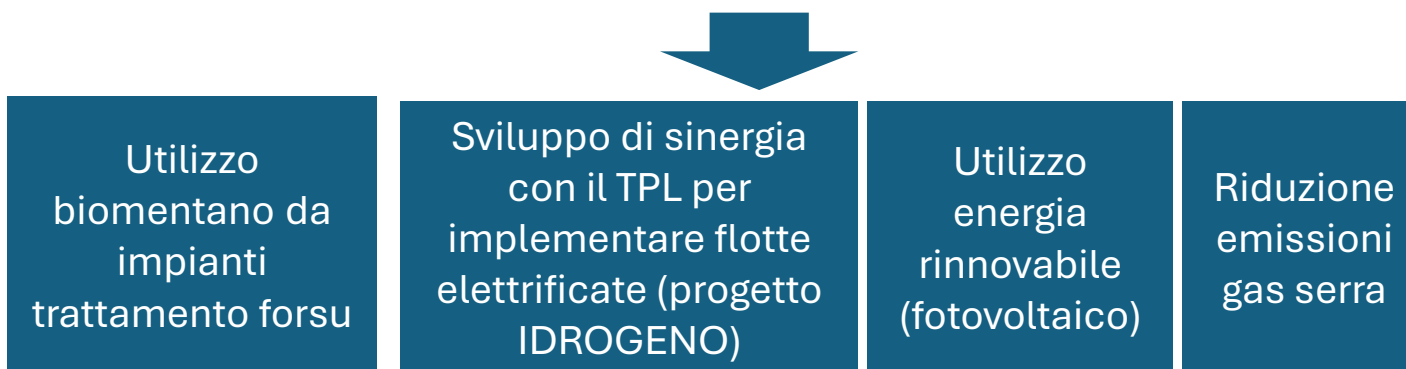 Utilizzo
biomentano da
impianti
trattamento forsu
Sviluppo di sinergia
con il TPL per
implementare flotte
elettrificate (progetto
IDROGENO)
Utilizzo
energia
rinnovabile
(fotovoltaico)
Riduzione
emissioni
gas serra